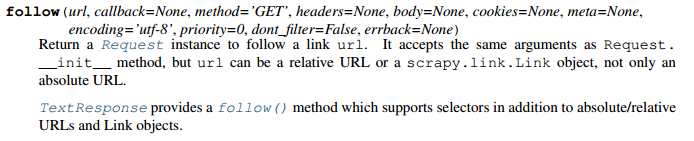 follow(url, callback=None, method='GET', headers=None, body=None, cookies=None, meta=None,
encoding='utf-8', priority=0, dont_filter=False, errback=None)
Return a Request instance to follow a link url. It accepts the same arguments as Request.
__init__ method, but url can be a relative URL or a scrapy.link.Link object, not only an
absolute URL.
TextResponse provides a follow() method which supports selectors in addition to absolute/relative
URLs and Link objects.